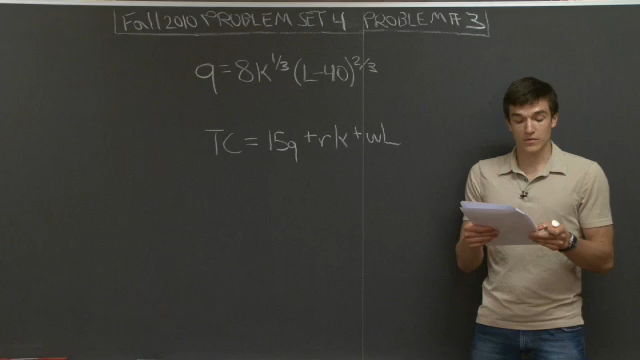 Fall 2010 PROBLEM SET 4 PROBLEM # 3
q = 8K^1/3 (L-40)^2/3
TC = 15q + rK + wL